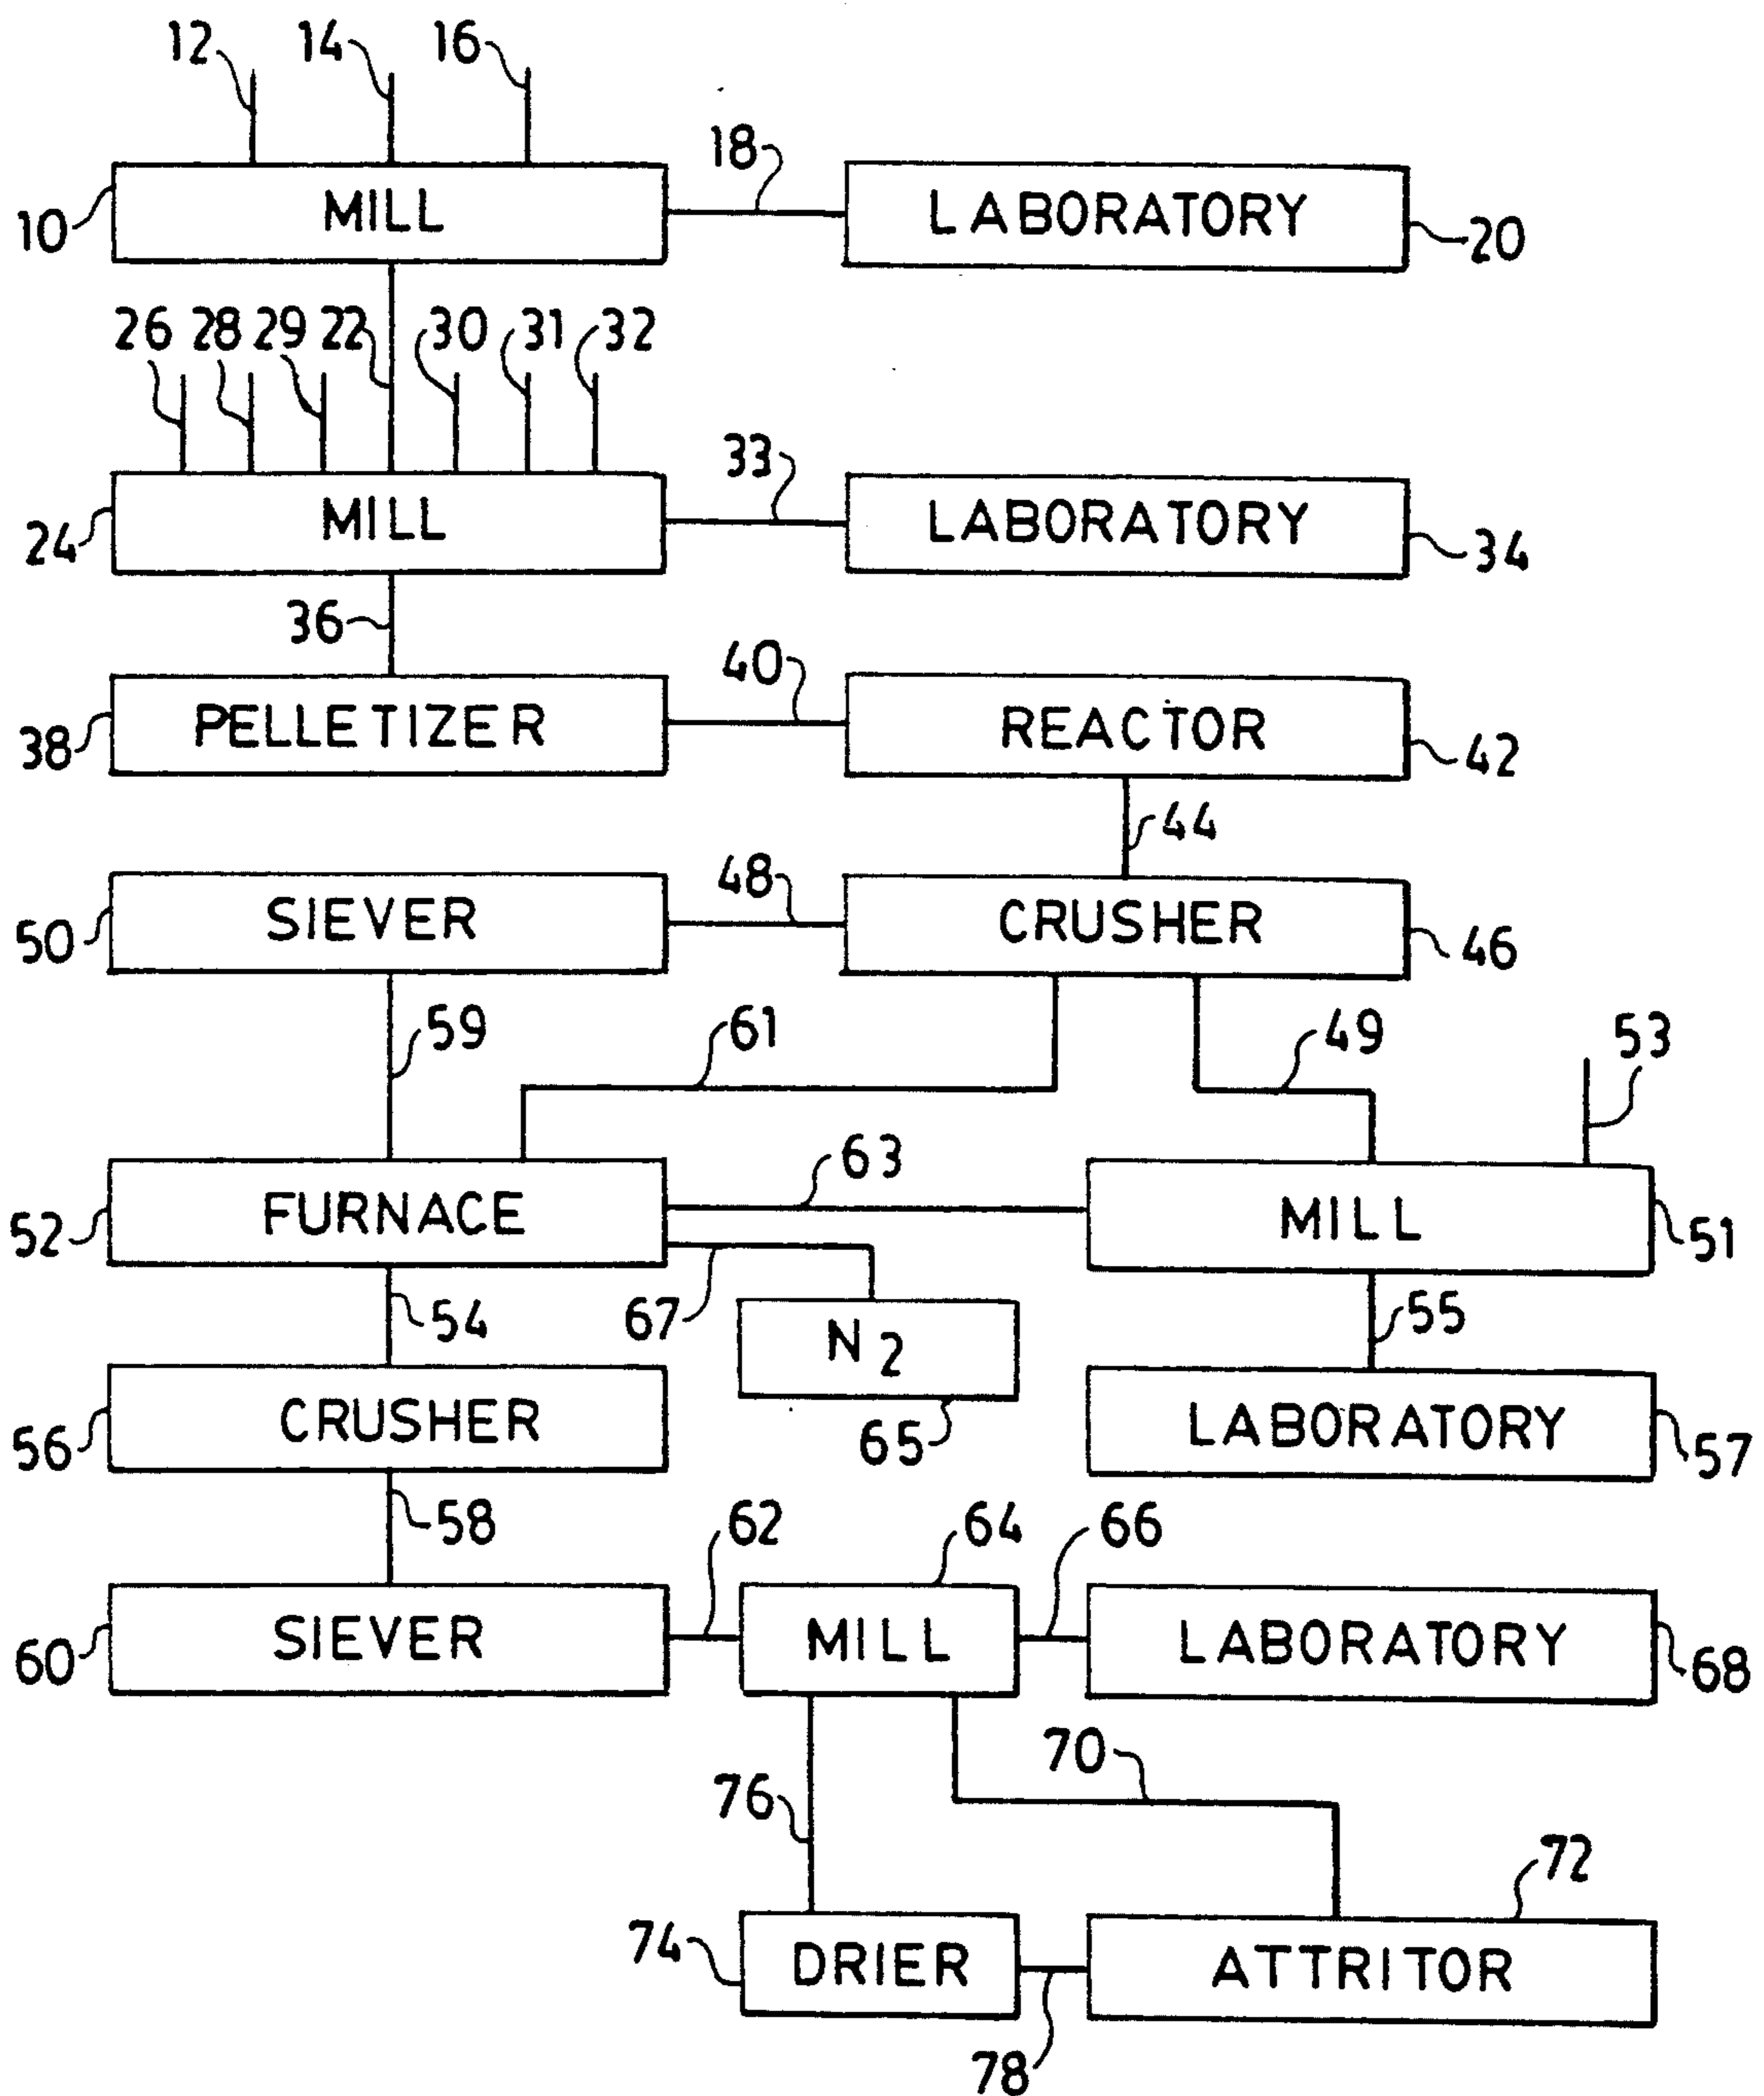 12 14 16
18
10 MILL LABORATORY 20
26 28 29 22 30 31 32
33
24 MILL LABORATORY 34
36
40
38 PELLETIZER REACTOR 42
44
48
50 SIEVER CRUSHER 46
59 61 49 53
63
52 FURNACE MILL 51
54 67 N2 55
56 CRUSHER 65 LABORATORY 57
58 62 64 66
60 SIEVER MILL LABORATORY 68
70
76
72
74 DRIER ATTRITOR
78